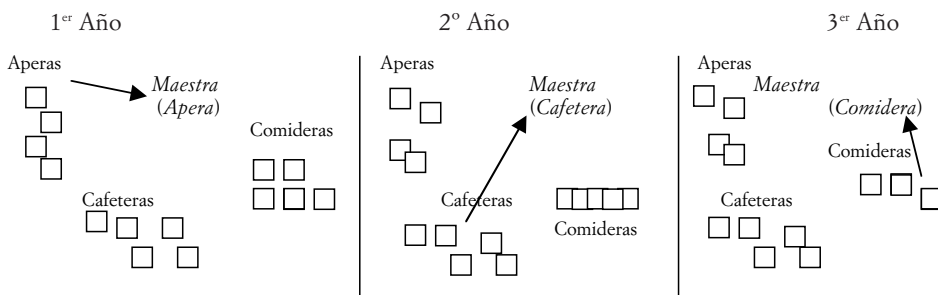 1er Año
Aperas
Maestra
(Apera)
Comideras
Cafeteras
2º Año
Aperas
Maestra
(Cafetera)
Cafeteras
Comideras
3er Año
Aperas
Maestra
(Comidera)
Comideras
Cafeteras